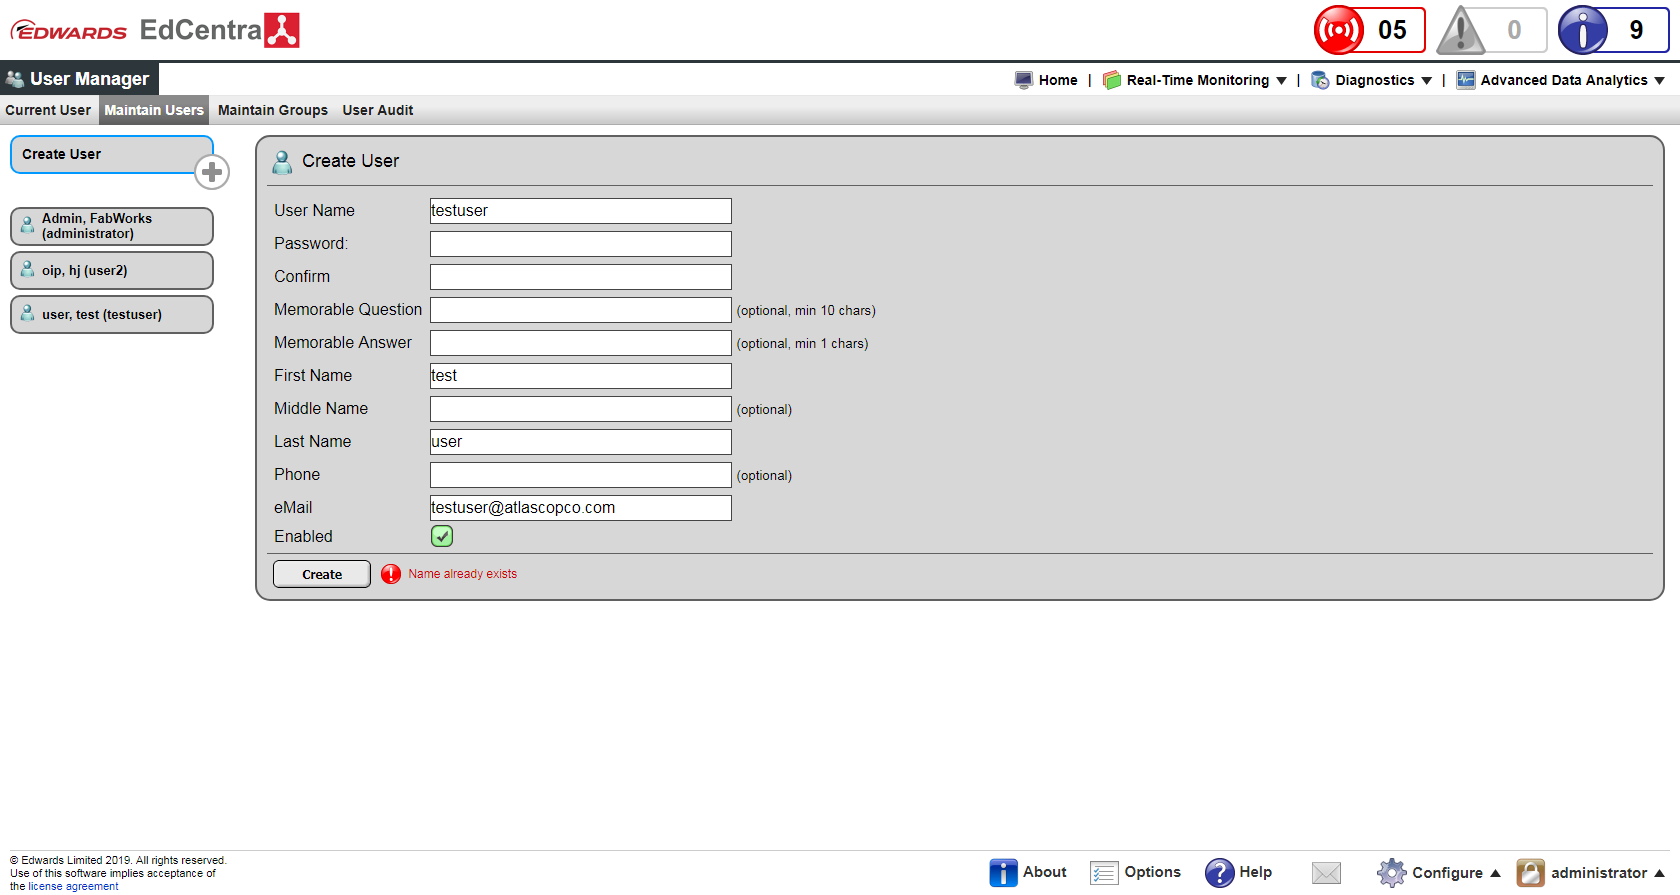 EDWARDS EdCentra
05
0
9
User Manager
Home | Real-Time Monitoring | Diagnostics | Advanced Data Analytics
Current User Maintain Users Maintain Groups User Audit
Create User
Admin, FabWorks
(administrator)
oip, hj (user2)
user, test (testuser)
Create User
User Name testuser
Password:
Confirm
Memorable Question (optional, min 10 chars)
Memorable Answer (optional, min 1 chars)
First Name test
Middle Name (optional)
Last Name user
Phone (optional)
eMail testuser@atlascopco.com
Enabled
Create Name already exists
© Edwards Limited 2019. All rights reserved.
Use of this software implies acceptance of
the license agreement
About Options Help Configure administrator